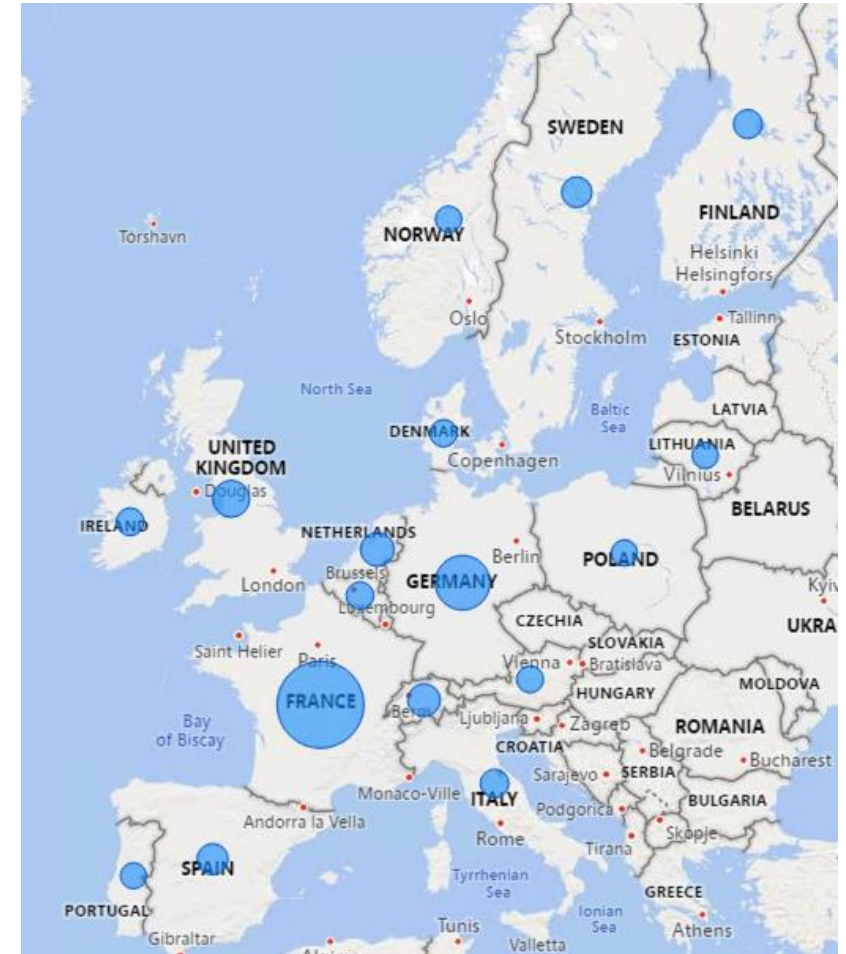 SWEDEN
FINLAND
NORWAY
Tórshavn
Helsinki
Helsingfors
Oslo
Stockholm
Tallinn
ESTONIA
North Sea
Baltic
Sea
LATVIA
DENMARK
Copenhagen
LITHUANIA
Vilnius
UNITED
KINGDOM
Douglas
BELARUS
IRELAND
NETHERLANDS
Berlin
POLAND
Brussels
GERMANY
London
Luxembourg
Kyiv
CZECHIA
UKRA
Saint Helier
Paris
SLOVAKIA
Vienna
Bratislava
MOLDOVA
HUNGARY
FRANCE
Bern
Ljubljana
Zagreb
ROMANIA
Bay
of Biscay
CROATIA
Belgrade
Bucharest
Sarajevo
SERBIA
Monaco-Ville
ITALY
Podgorica
BULGARIA
Andorra la Vella
Rome
Skopje
Tirana
SPAIN
Tyrrhenian
Sea
GREECE
PORTUGAL
Ionian
Sea
Athens
Gibraltar
Tunis
Valletta